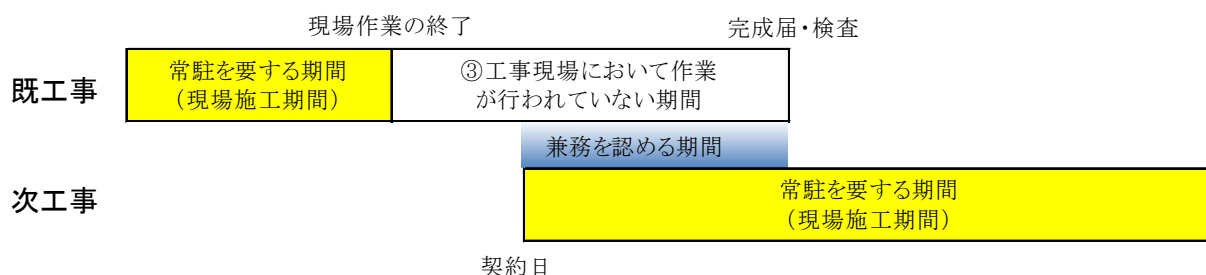 現場作業の終了
完成届・検査
既工事
常駐を要する期間
（現場施工期間）
③工事現場において作業
が行われていない期間
兼務を認める期間
次工事
常駐を要する期間
（現場施工期間）
契約日